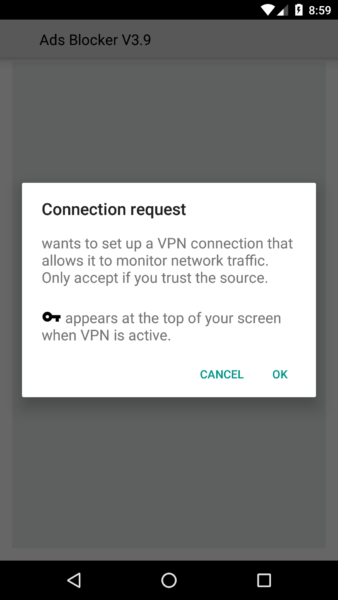 8:59
Ads Blocker V3.9
Connection request
wants to set up a VPN connection that
allows it to monitor network traffic.
Only accept if you trust the source.
appears at the top of your screen
when VPN is active.
CANCEL OK